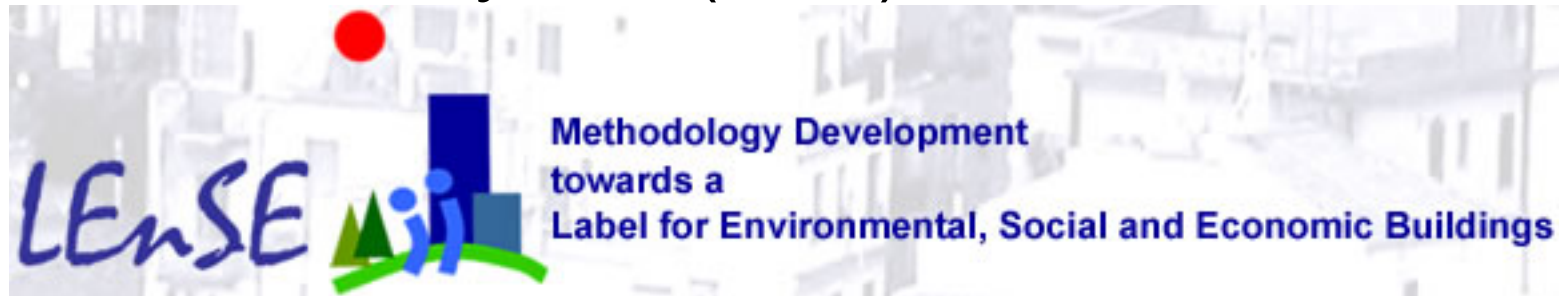 LEnSE
Methodology Development
towards a
Label for Environmental, Social and Economic Buildings